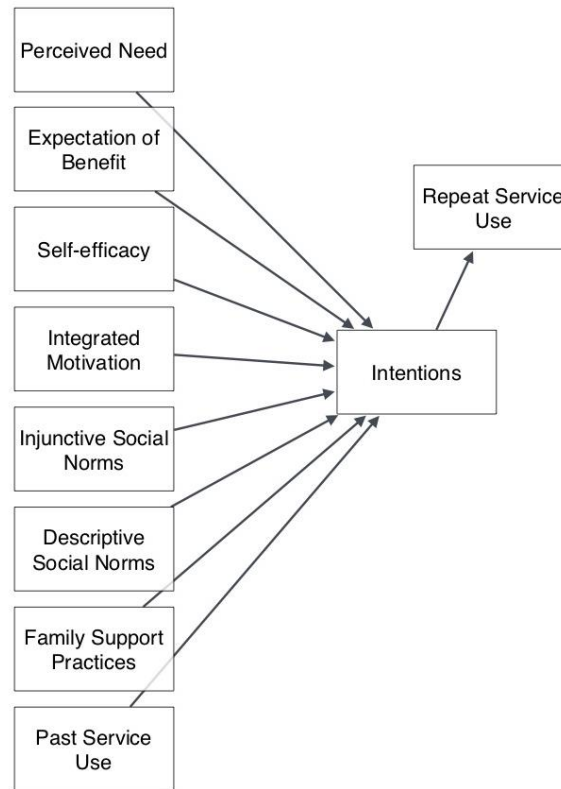 Perceived Need
Expectation of
Benefit
Self-efficacy
Integrated
Motivation
Injunctive Social
Norms
Descriptive
Social Norms
Family Support
Practices
Past Service
Use
Intentions
Repeat Service
Use